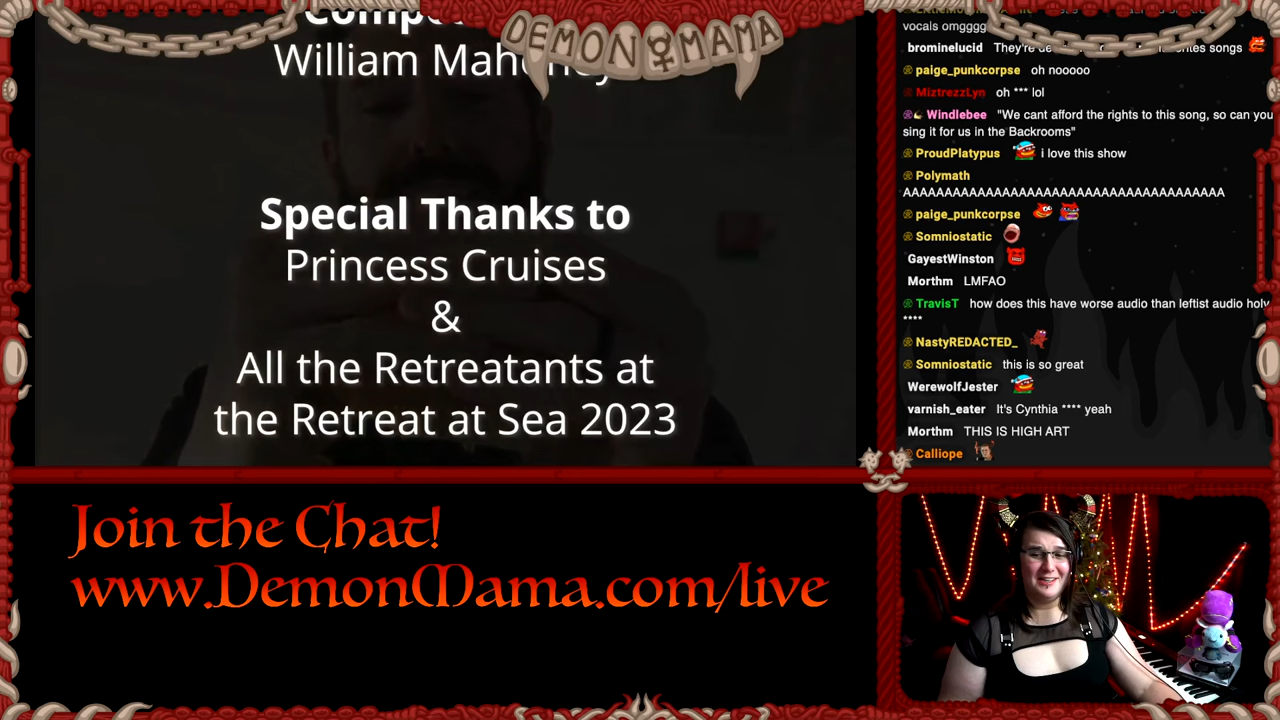 DEMON MAMA
William Mahoney
Special Thanks to
Princess Cruises
&
All the Retreatants at
the Retreat at Sea 2023
vocals omgggg
brominelucid They're songs
paige_punkcorpse oh nooooo
MiztrezzLyn oh *** lol
Windlebee "We cant afford the rights to this song, so can you
sing it for us in the Backrooms"
ProudPlatypus i love this show
Polymath
AAAAAAAAAAAAAAAAAAAAAAAAAAAAAAAAAAAAAAA
paige_punkcorpse
Somniostatic
GayestWinston
Morthm LMFAO
TravisT how does this have worse audio than leftist audio holy
****
NastyREDACTED_
Somniostatic this is so great
WerewolfJester
varnish_eater It's Cynthia **** yeah
Morthm THIS IS HIGH ART
Calliope
Join the Chat!
www.DemonMama.com/live